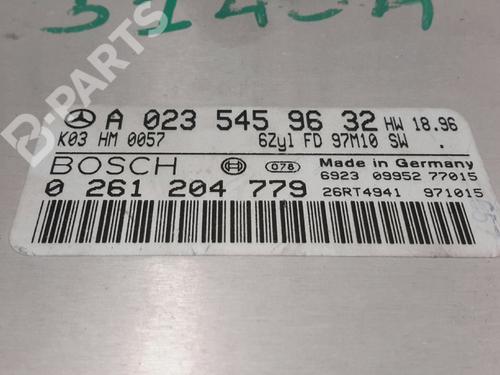 B-PARTS
A 023 545 96 32 HW 18.96
K03 HM 0057 6Zyl FD 97M10 SW .
BOSCH 078 Made in Germany
6923 09952 77015
0 261 204 779 26RT4941 971015